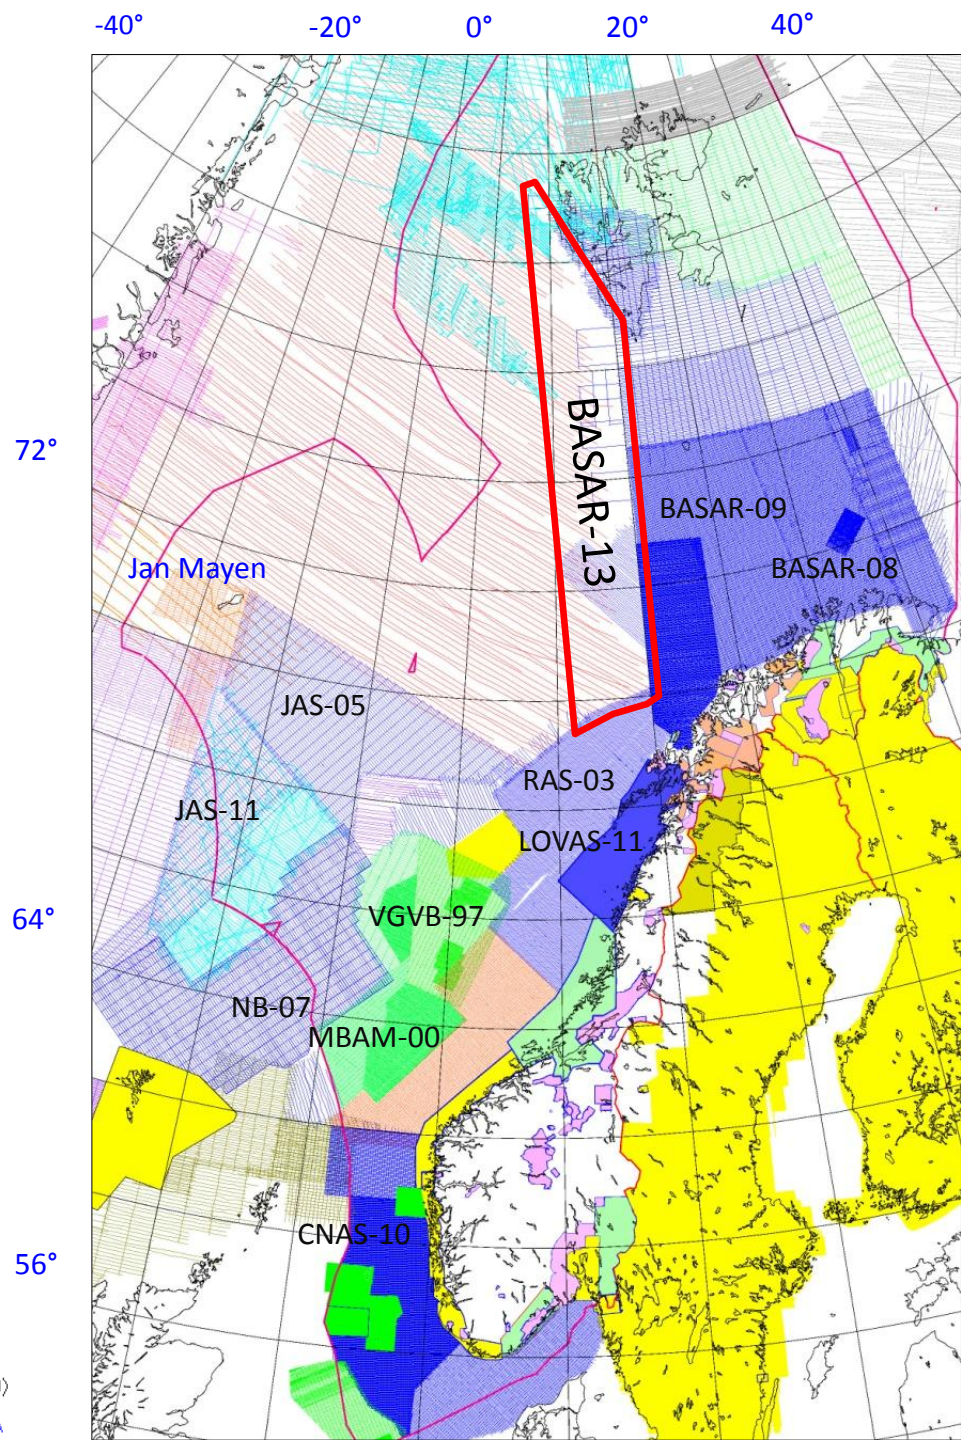 -40°
-20°
0°
20°
40°
72°
BASAR-13
BASAR-09
Jan Mayen
BASAR-08
JAS-05
RAS-03
JAS-11
LOVAS-11
64°
VGVB-97
NB-07
MBAM-00
CNAS-10
56°